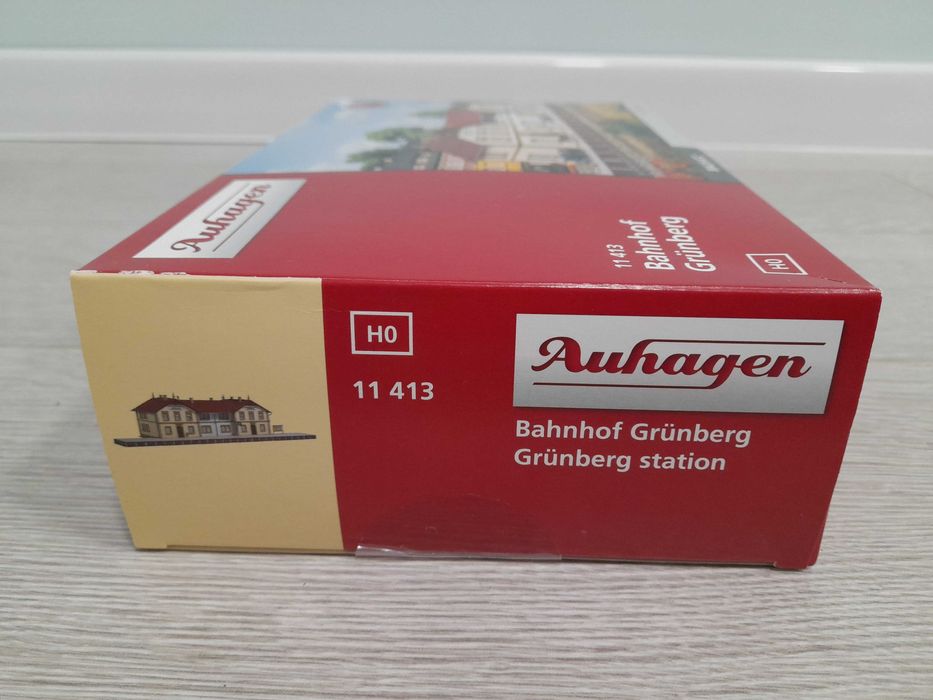 Auhagen
11 413
Bahnhof
Grünberg
H0
H0
11 413
Auhagen
Bahnhof Grünberg
Grünberg station